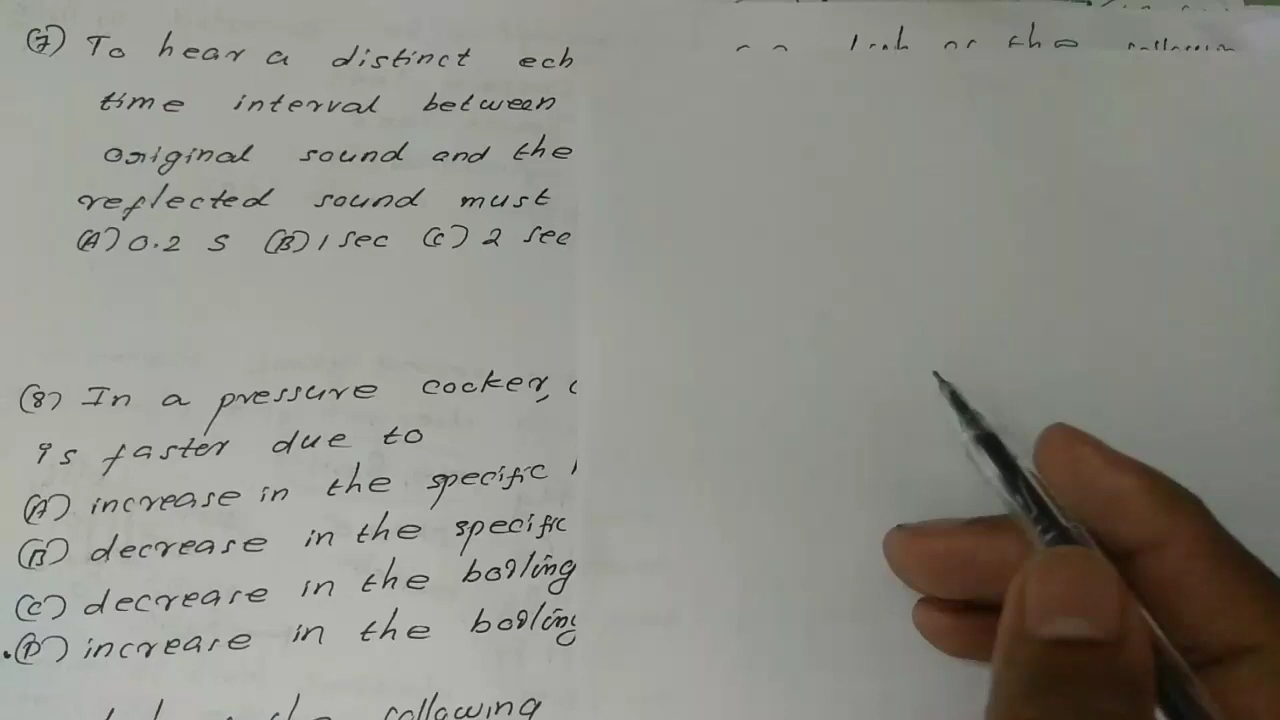 (7) To hear a distinct ech
time interval between
original sound and the
reflected sound must
(A) 0.2 s (B) 1 sec (C) 2 sec
(8) In a pressure cocker,
is faster due to
(A) increase in the specific
(B) decrease in the specific
(C) decrease in the boiling
.(D) increase in the boiling
following
the